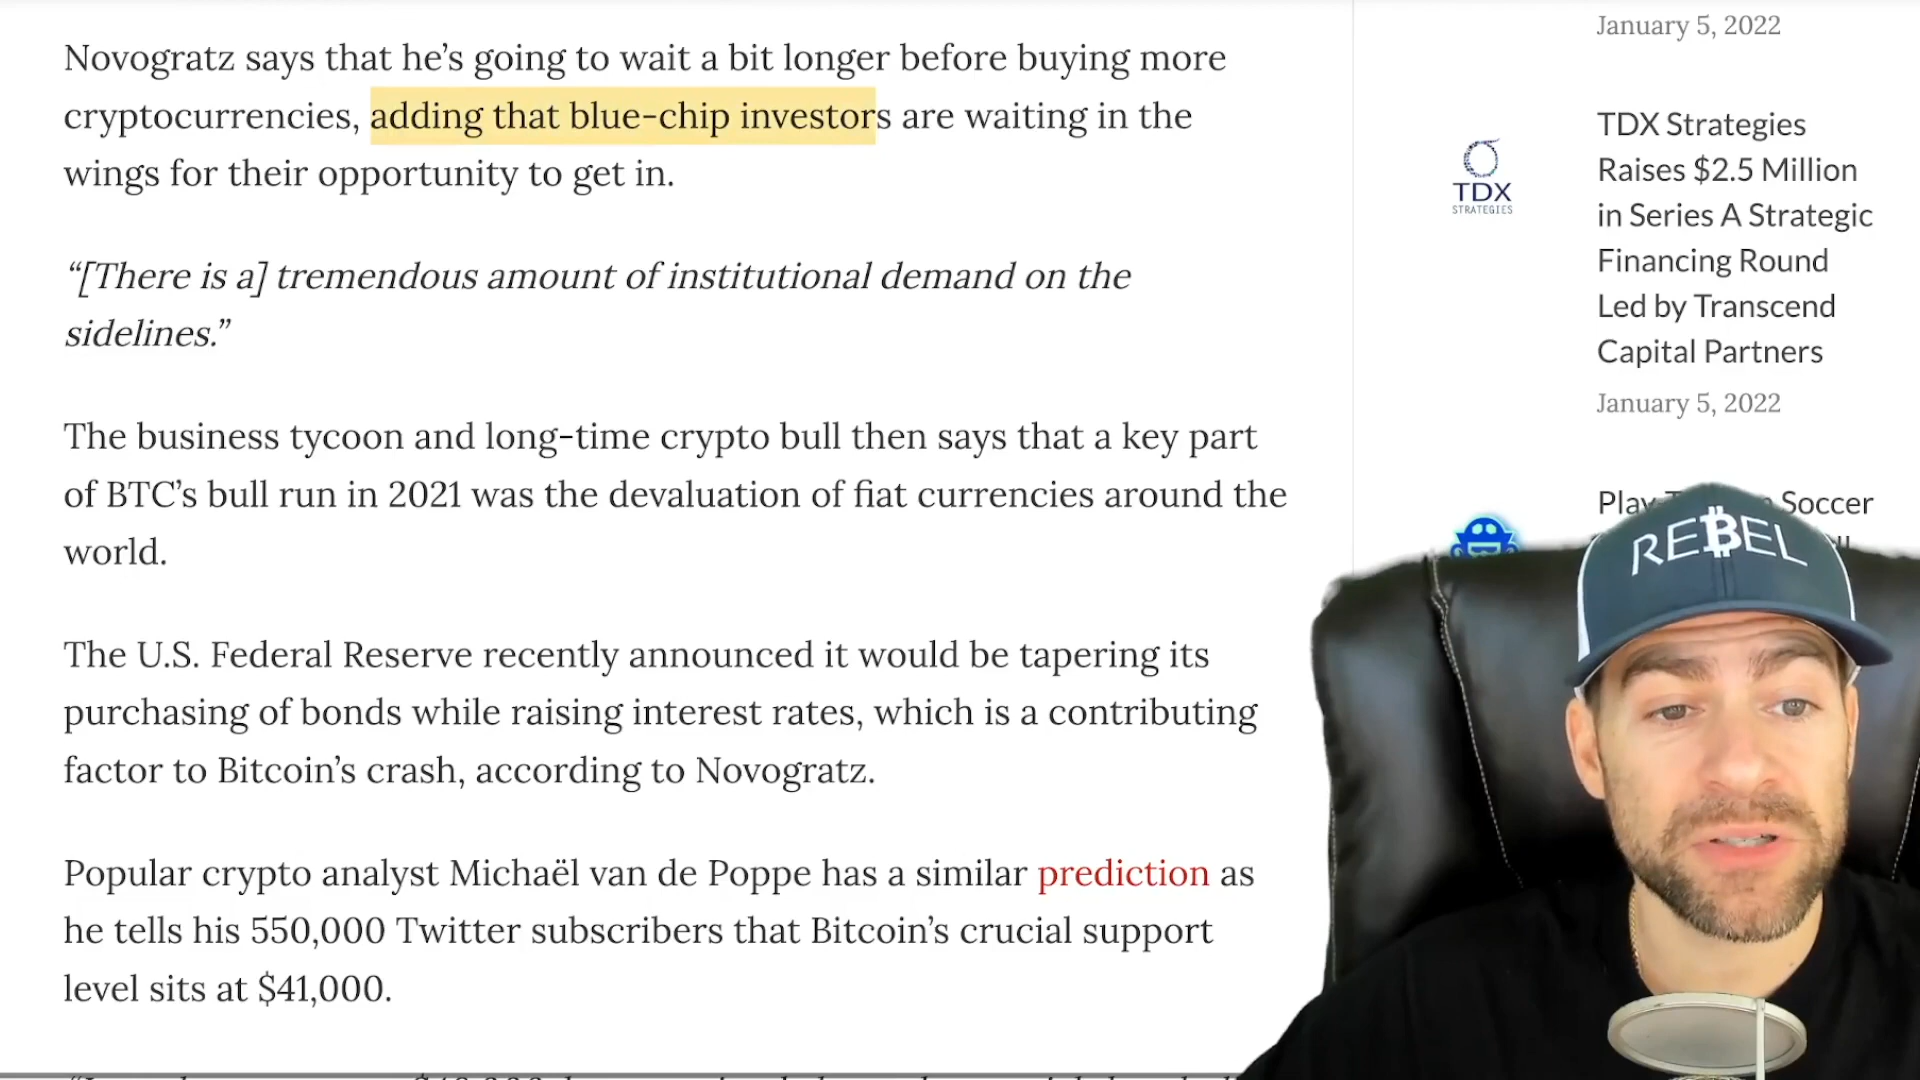 Novogratz says that he's going to wait a bit longer before buying more
cryptocurrencies, adding that blue-chip investors are waiting in the
wings for their opportunity to get in.
“[There is a] tremendous amount of institutional demand on the
sidelines.”
The business tycoon and long-time crypto bull then says that a key part
of BTC’s bull run in 2021 was the devaluation of fiat currencies around the
world.
The U.S. Federal Reserve recently announced it would be tapering its
purchasing of bonds while raising interest rates, which is a contributing
factor to Bitcoin’s crash, according to Novogratz.
Popular crypto analyst Michaël van de Poppe has a similar prediction as
he tells his 550,000 Twitter subscribers that Bitcoin’s crucial support
level sits at $41,000.
January 5, 2022
TDX
STRATEGIES
TDX Strategies
Raises $2.5 Million
in Series A Strategic
Financing Round
Led by Transcend
Capital Partners
January 5, 2022
Soccer
RE₿EL